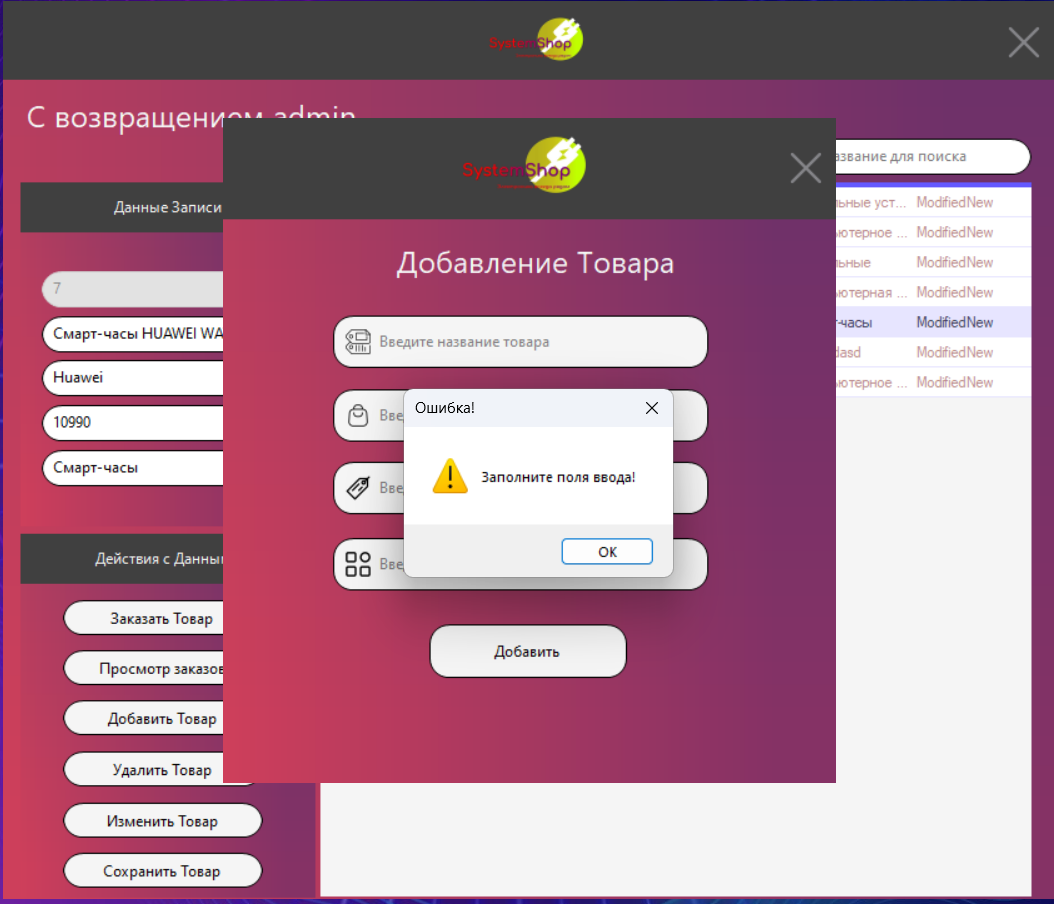 SystemShop
С возвращением admin
SystemShop
название для поиска
Данные Записи
Добавление Товара
7
Смарт-часы HUAWEI WA
Huawei
10990
Смарт-часы
Введите название товара
Вве
Вве
Вве
Ошибка!
Заполните поля ввода!
OK
Добавить
льные уст... ModifiedNew
ьютерное ... ModifiedNew
льные ModifiedNew
ьютерная ... ModifiedNew
т-часы ModifiedNew
dasd ModifiedNew
ьютерное ... ModifiedNew
Действия с Данны
Заказать Товар
Просмотр заказов
Добавить Товар
Удалить Товар
Изменить Товар
Сохранить Товар